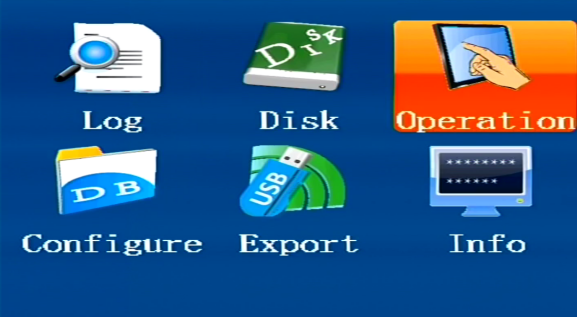 Log
DISK
Disk
Operation
DB
USB
******* 
******
Configure
Export
Info